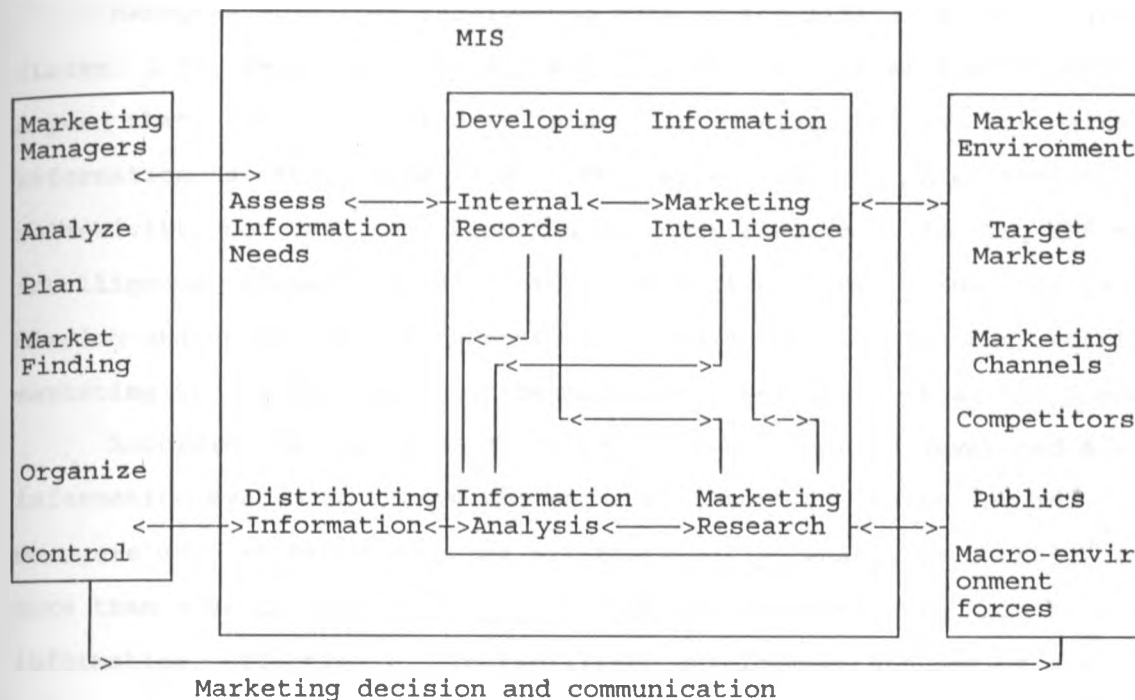 MIS
Marketing
Managers
Analyze
Plan
Market
Finding
Organize
Control
Assess
Information
Needs
Distributing
Information
Developing Information
Internal
Records
Marketing
Intelligence
Information
Analysis
Marketing
Research
Marketing
Environment
Target
Markets
Marketing
Channels
Competitors
Publics
Macro-envir
onment
forces
Marketing decision and communication